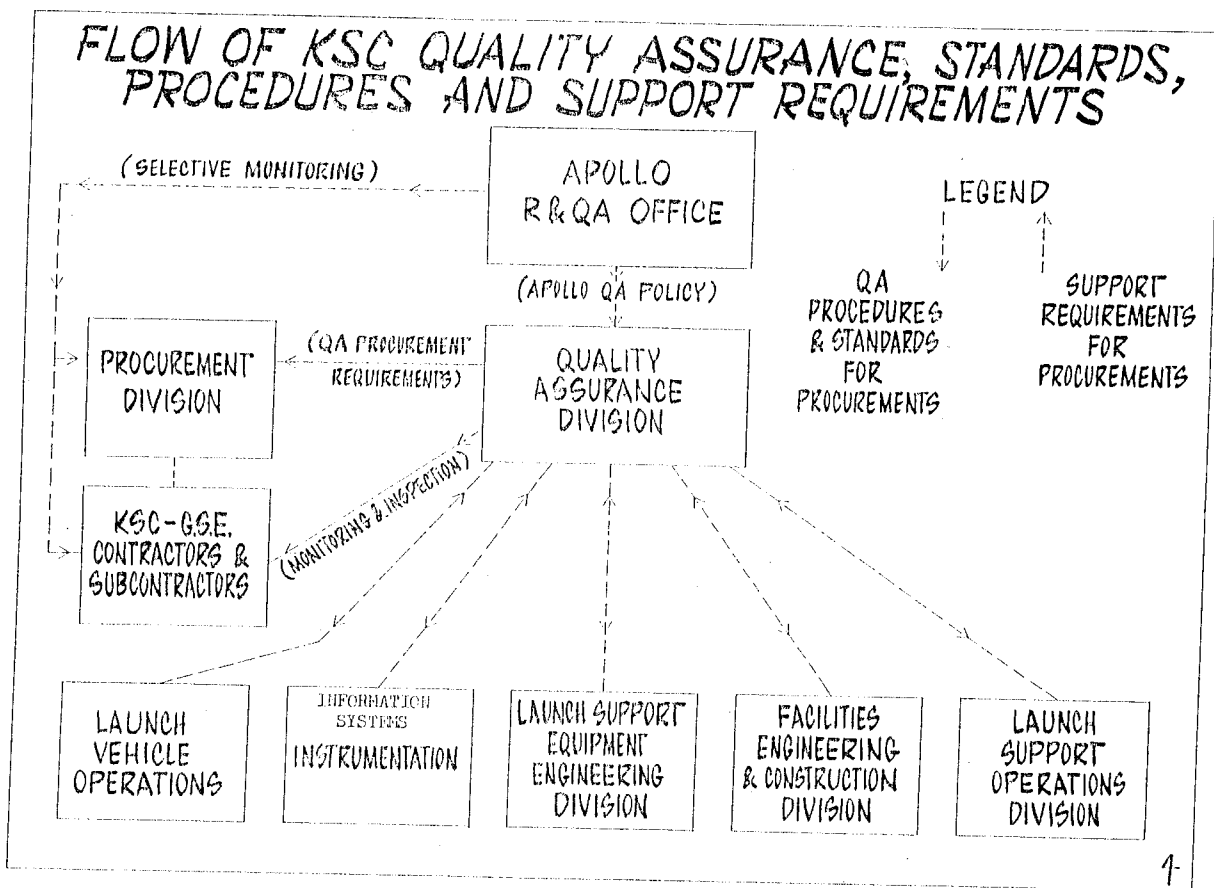 FLOW OF KSC QUALITY ASSURANCE, STANDARDS,
PROCEDURES AND SUPPORT REQUIREMENTS
(SELECTIVE MONITORING)
APOLLO
R&QA OFFICE
LEGEND
(APOLLO QA POLICY)
QA
PROCEDURES
& STANDARDS
FOR
PROCUREMENTS
SUPPORT
REQUIREMENTS
FOR
PROCUREMENTS
PROCUREMENT
DIVISION
(QA PROCUREMENT
REQUIREMENTS)
QUALITY
ASSURANCE
DIVISION
KSC-G.S.E.
CONTRACTORS &
SUBCONTRACTORS
(MONITORING & INSPECTION)
LAUNCH
VEHICLE
OPERATIONS
INFORMATION
SYSTEMS
INSTRUMENTATION
LAUNCH SUPPORT
EQUIPMENT
ENGINEERING
DIVISION
FACILITIES
ENGINEERING
& CONSTRUCTION
DIVISION
LAUNCH
SUPPORT
OPERATIONS
DIVISION